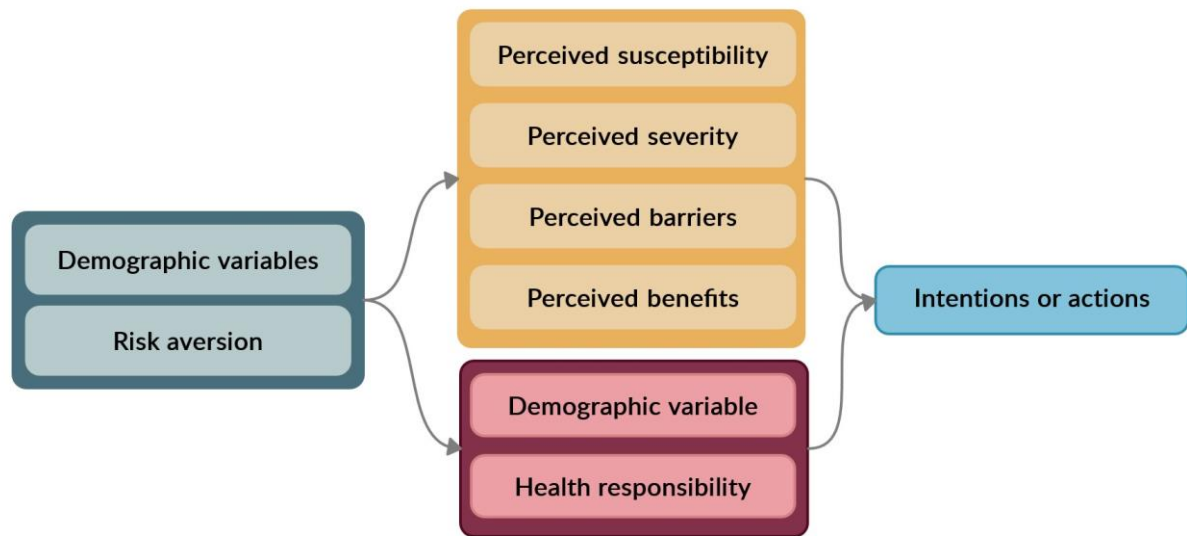 Demographic variables
Risk aversion
Perceived susceptibility
Perceived severity
Perceived barriers
Perceived benefits
Demographic variable
Health responsibility
Intentions or actions